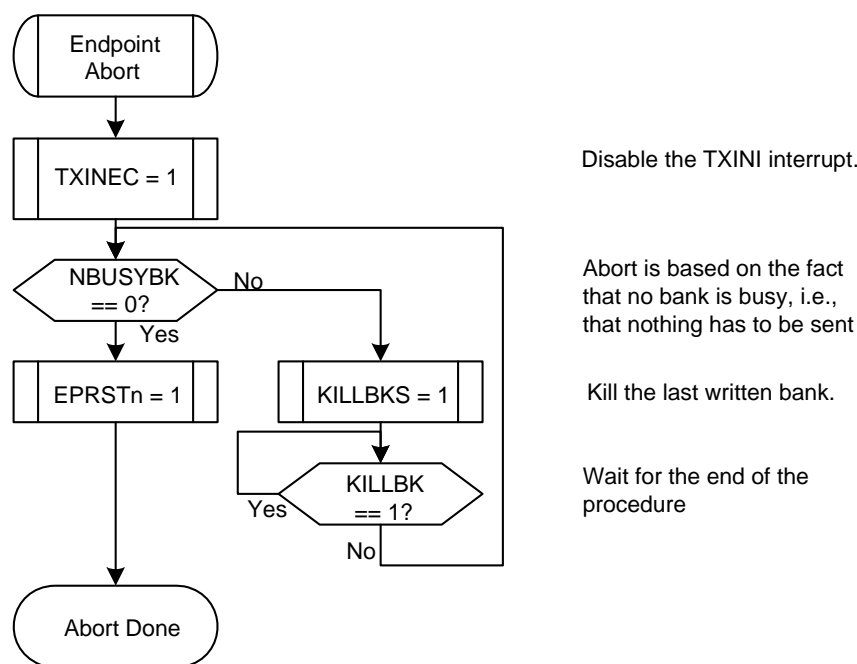 Endpoint
Abort
TXINEC = 1
Disable the TXINI interrupt.
NBUSYBK
== 0?
No
Yes
Abort is based on the fact
that no bank is busy, i.e.,
that nothing has to be sent
EPRSTn = 1
KILLBKS = 1
Kill the last written bank.
KILLBK
== 1?
Yes
No
Wait for the end of the
procedure
Abort Done